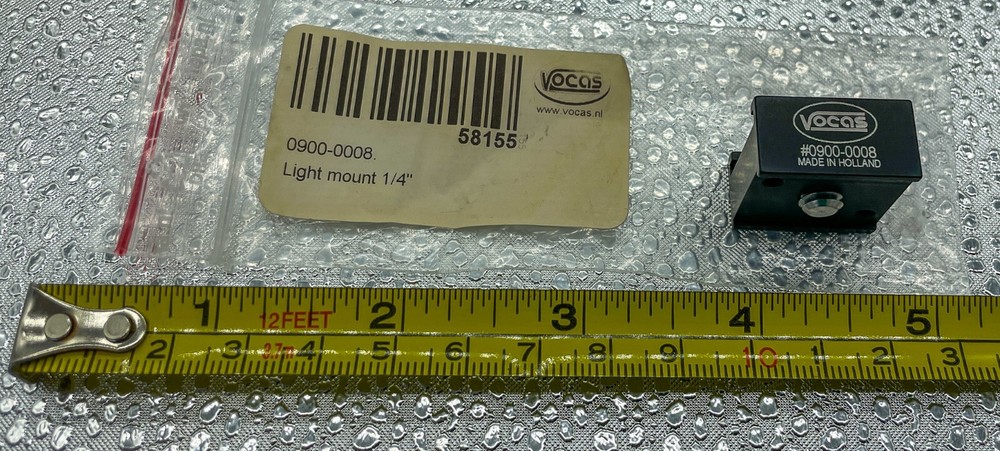 VOCAS
www.vocas.nl
58155
0900-0008.
Light mount 1/4"
VOCAS
#0900-0008
MADE IN HOLLAND
1 12FEET 2 3 4 5
2 3 3.7m 4 5 6 7 8 9 10 1 2 3